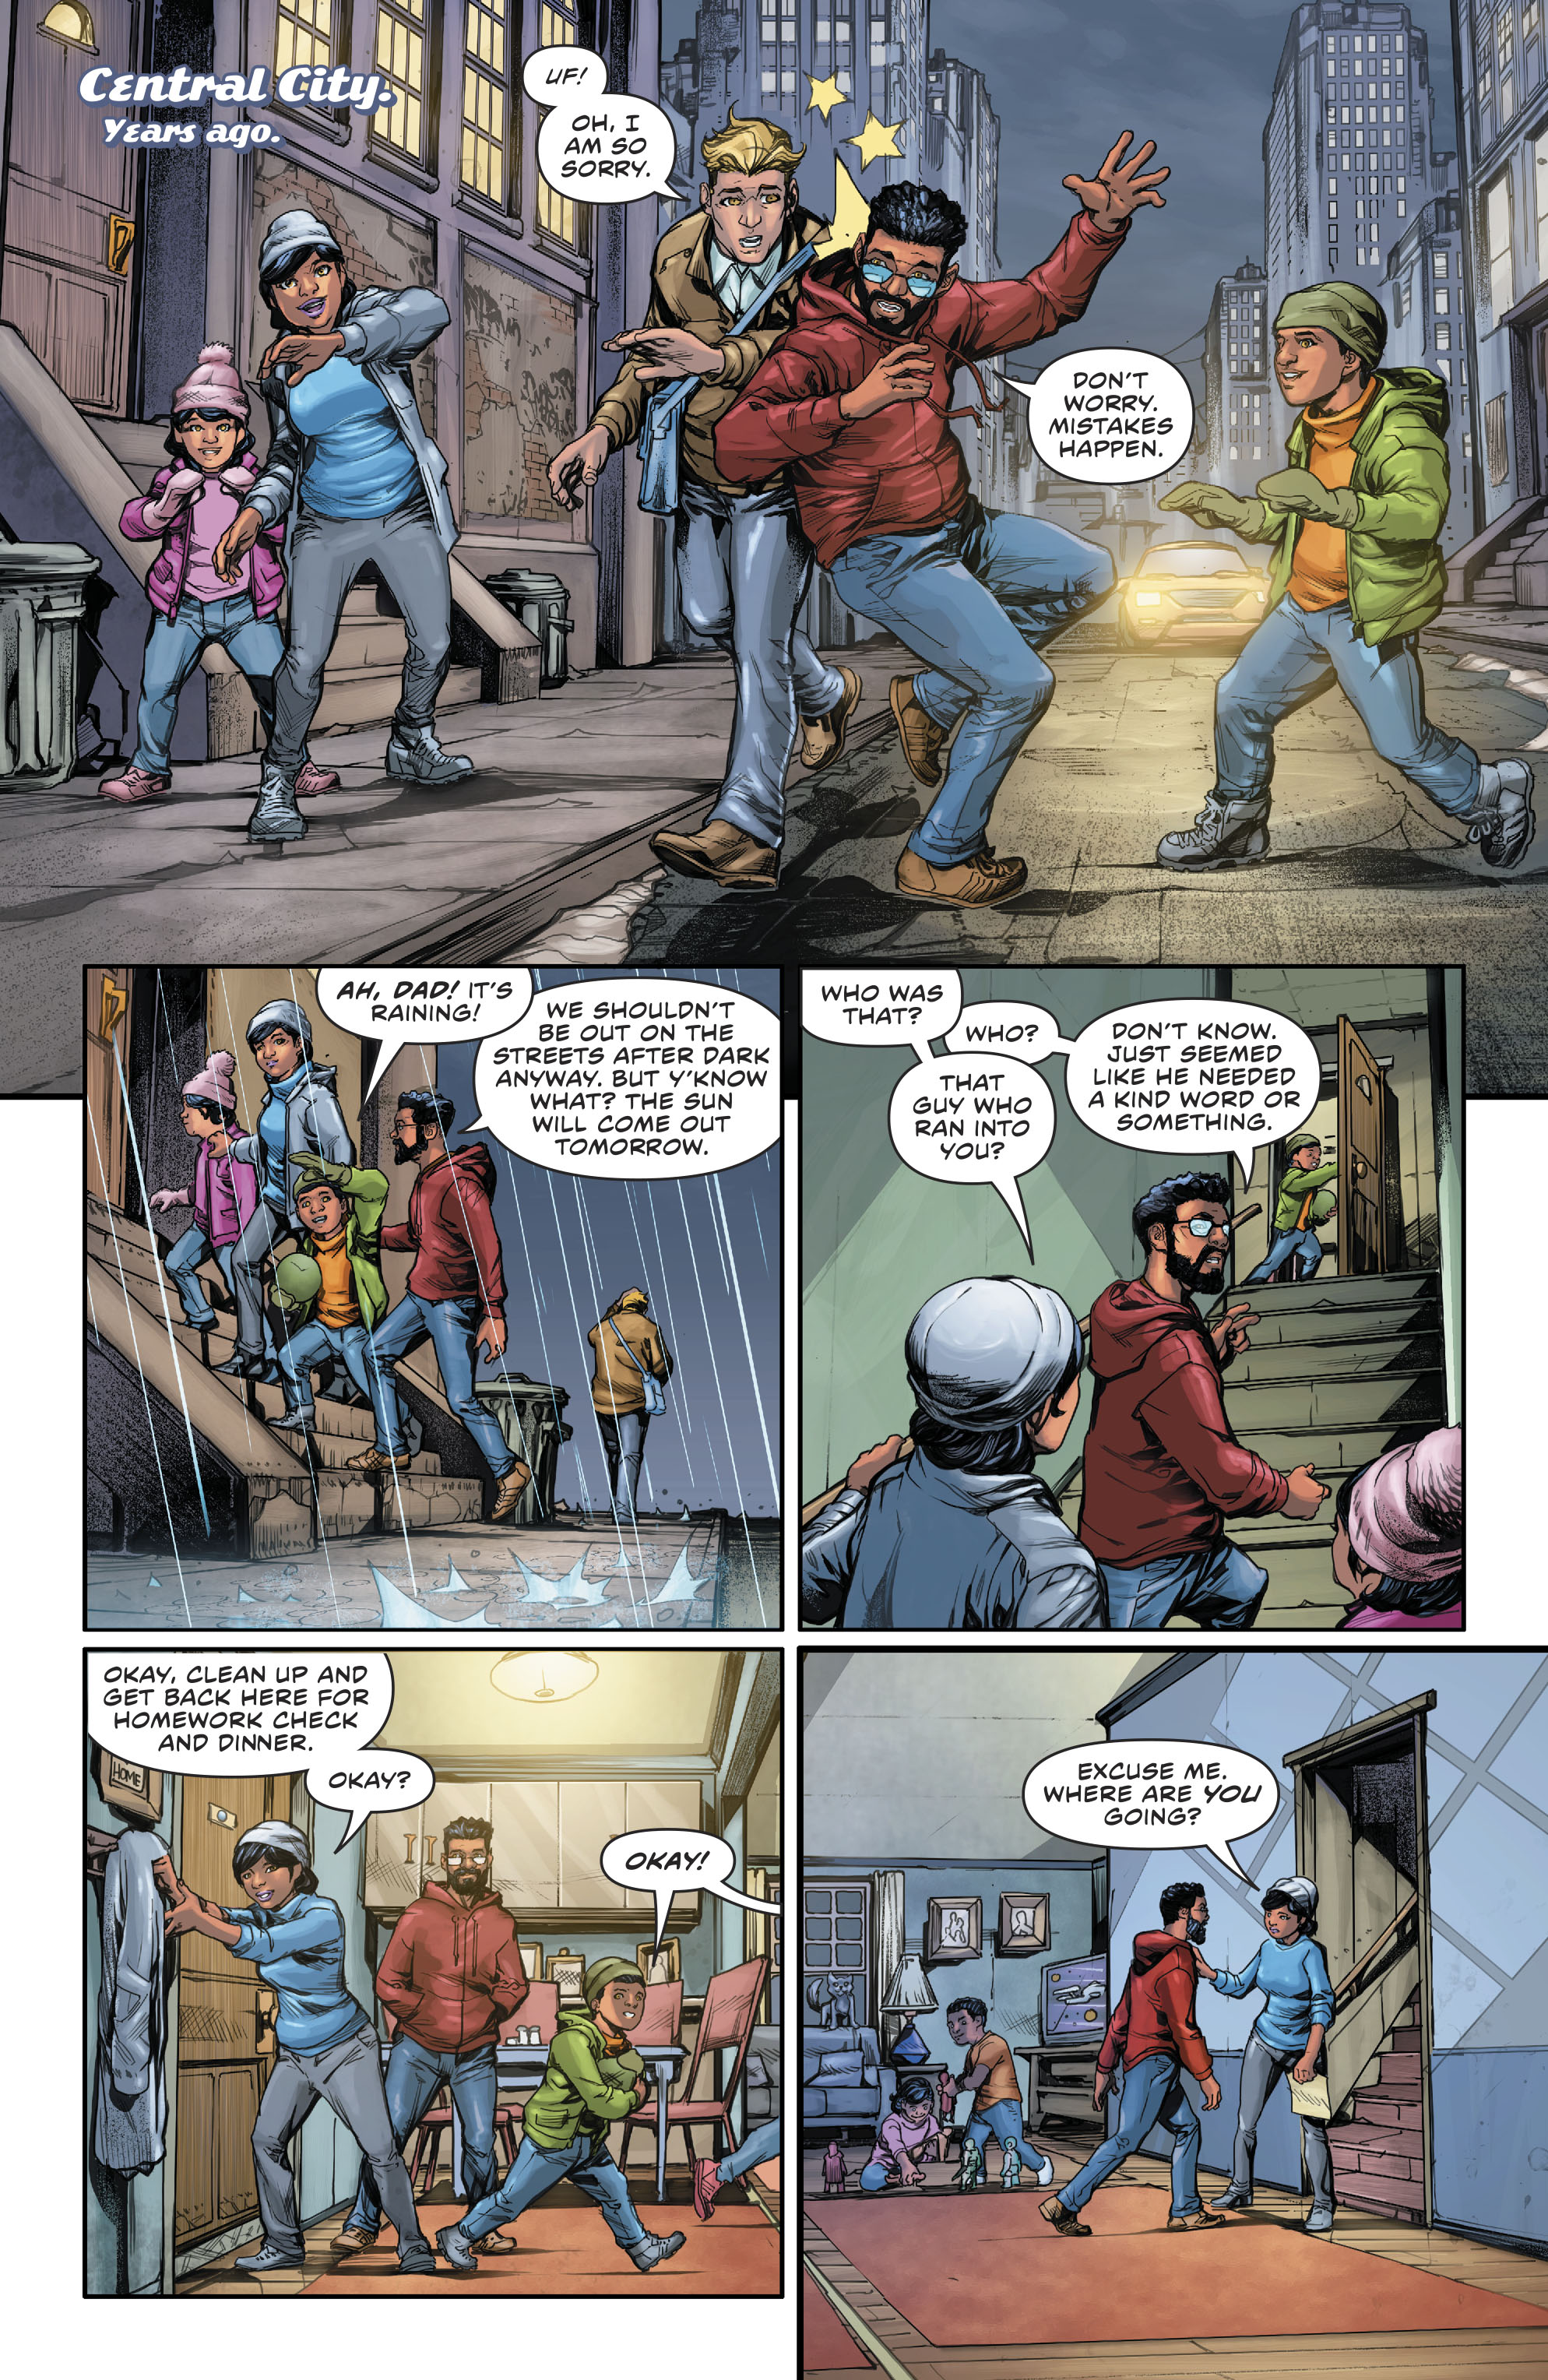 Central City.
Years ago.
UF!
OH, I
AM SO
SORRY.
DON'T
WORRY.
MISTAKES
HAPPEN.
AH, DAD! IT'S
RAINING!
WE SHOULDN'T
BE OUT ON THE
STREETS AFTER DARK
ANYWAY. BUT Y'KNOW
WHAT? THE SUN
WILL COME OUT
TOMORROW.
WHO WAS
THAT?
WHO?
THAT
GUY WHO
RAN INTO
YOU?
DON'T KNOW.
JUST SEEMED
LIKE HE NEEDED
A KIND WORD OR
SOMETHING.
OKAY, CLEAN UP AND
GET BACK HERE FOR
HOMEWORK CHECK
AND DINNER.
HOME
OKAY?
OKAY!
EXCUSE ME.
WHERE ARE YOU
GOING?